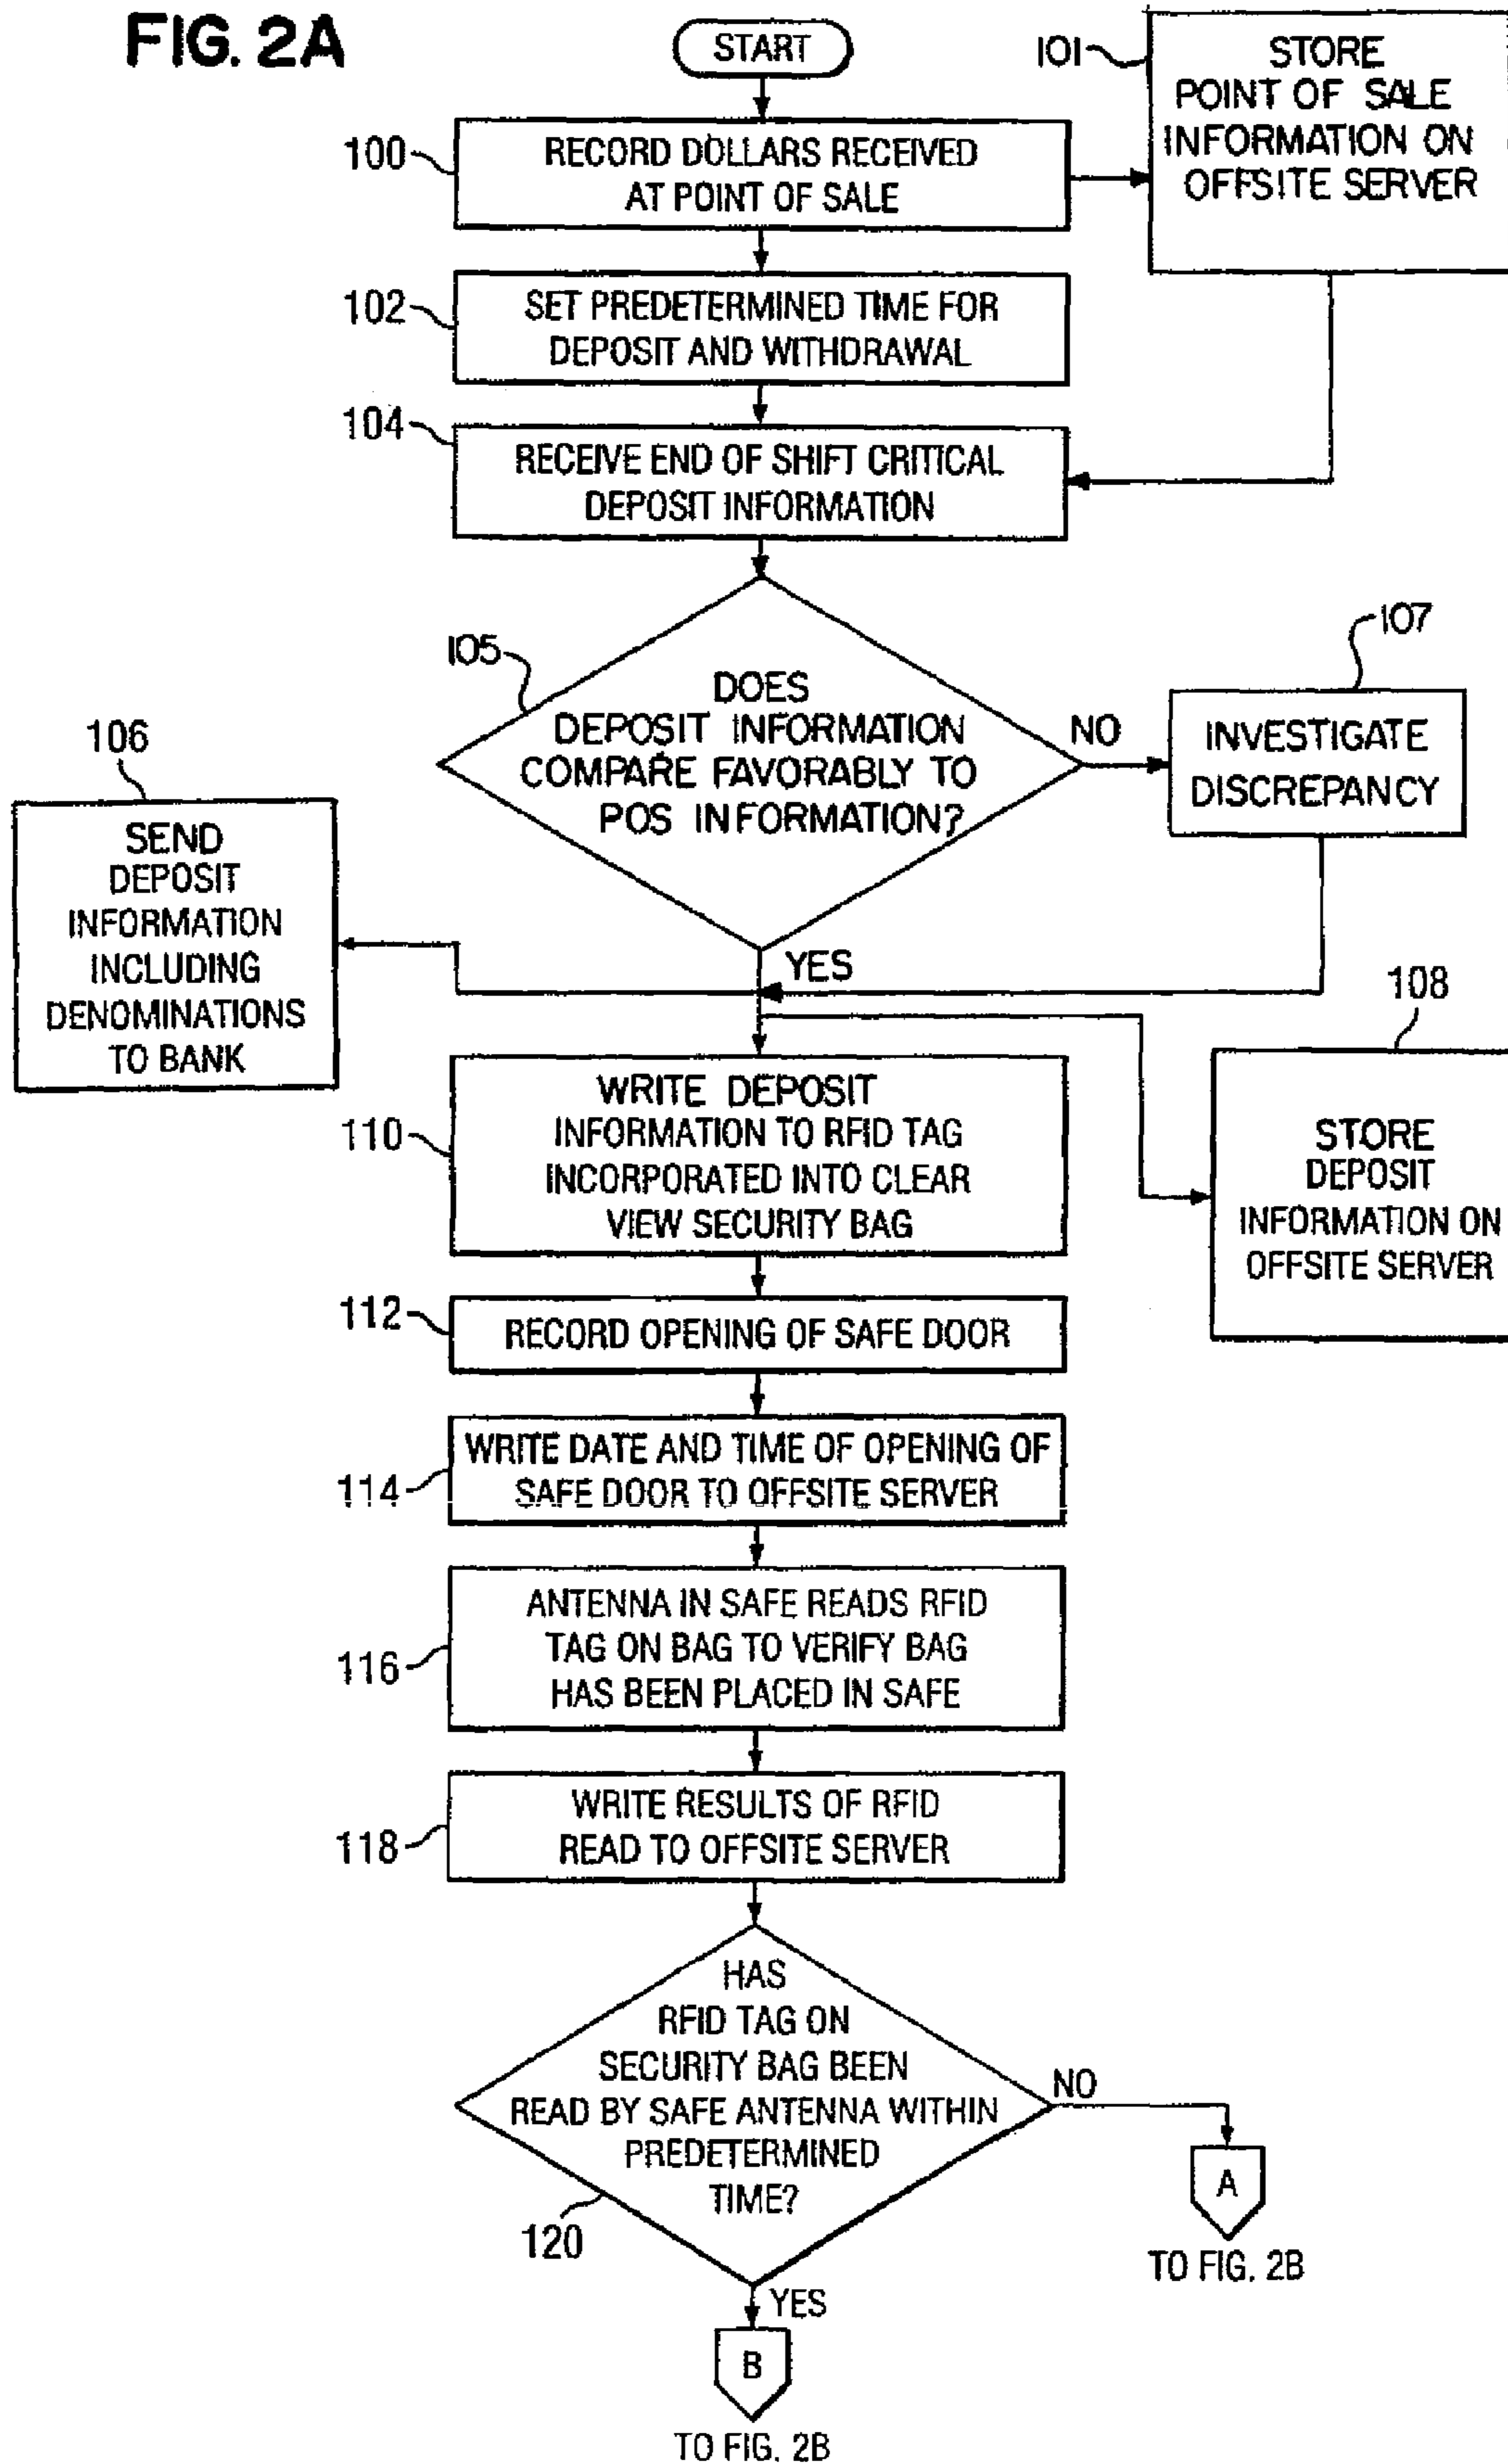 FIG. 2A
START
100
RECORD DOLLARS RECEIVED
AT POINT OF SALE
101
STORE
POINT OF SALE
INFORMATION ON
OFFSITE SERVER
102
SET PREDETERMINED TIME FOR
DEPOSIT AND WITHDRAWAL
104
RECEIVE END OF SHIFT CRITICAL
DEPOSIT INFORMATION
105
DOES
DEPOSIT INFORMATION
COMPARE FAVORABLY TO
POS INFORMATION?
NO
107
INVESTIGATE
DISCREPANCY
YES
106
SEND
DEPOSIT
INFORMATION
INCLUDING
DENOMINATIONS
TO BANK
108
STORE
DEPOSIT
INFORMATION ON
OFFSITE SERVER
110
WRITE DEPOSIT
INFORMATION TO RFID TAG
INCORPORATED INTO CLEAR
VIEW SECURITY BAG
112
RECORD OPENING OF SAFE DOOR
114
WRITE DATE AND TIME OF OPENING OF
SAFE DOOR TO OFFSITE SERVER
116
ANTENNA IN SAFE READS RFID
TAG ON BAG TO VERIFY BAG
HAS BEEN PLACED IN SAFE
118
WRITE RESULTS OF RFID
READ TO OFFSITE SERVER
120
HAS
RFID TAG ON
SECURITY BAG BEEN
READ BY SAFE ANTENNA WITHIN
PREDETERMINED
TIME?
NO
A
TO FIG. 2B
YES
B
TO FIG. 2B